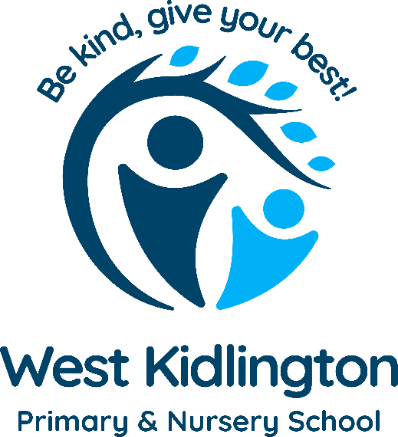 Be kind, give your best!
West Kidlington
Primary & Nursery School